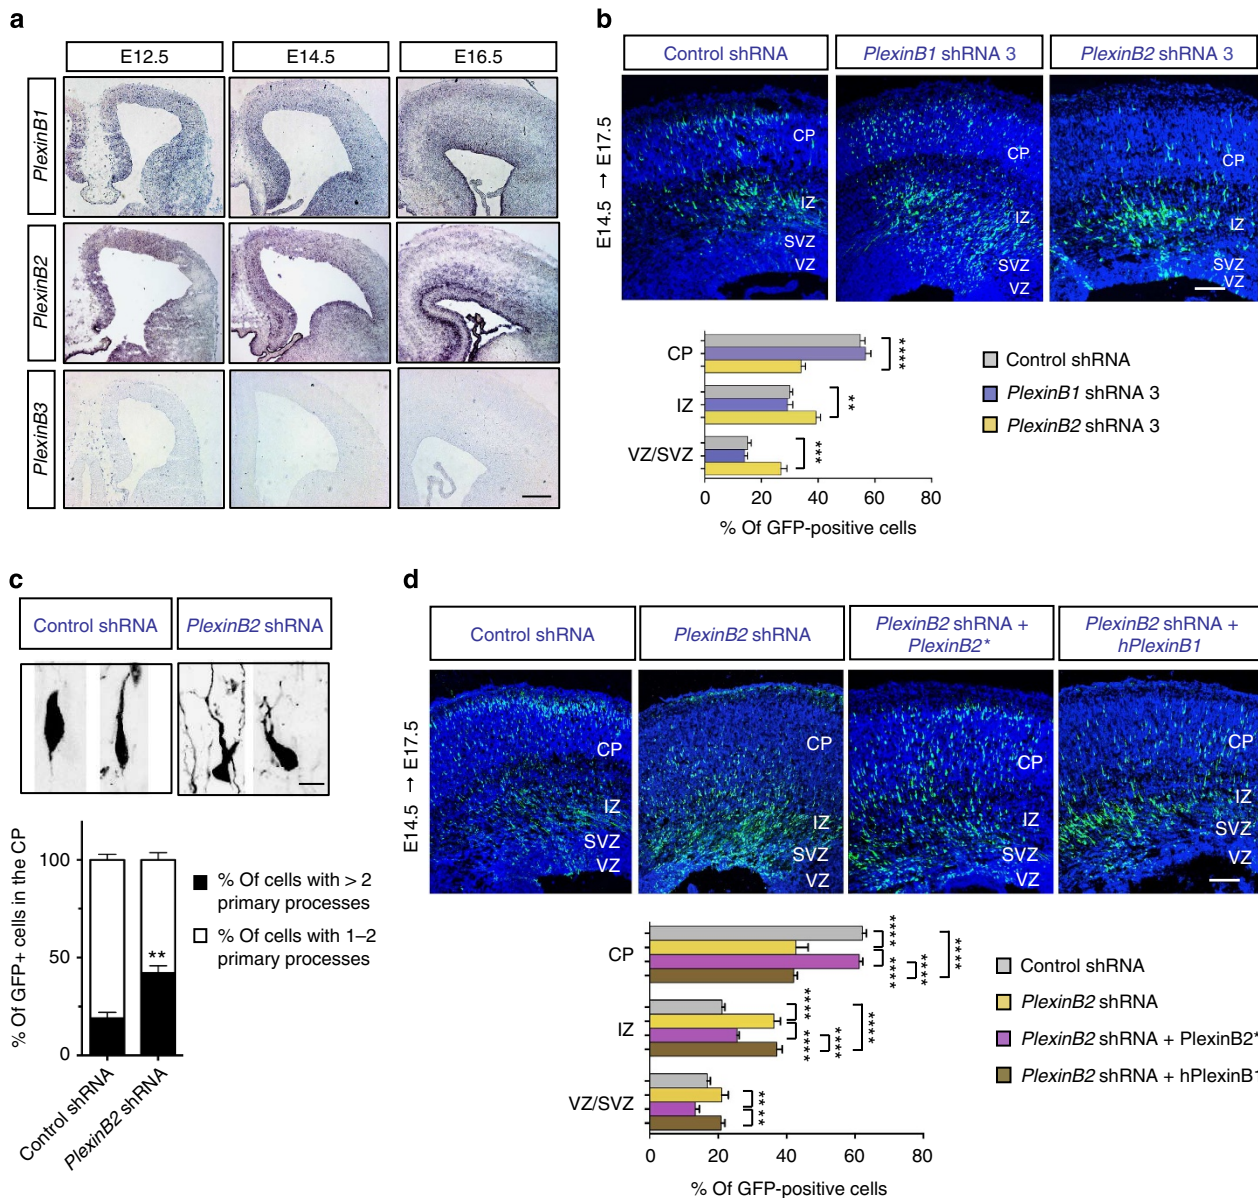 a
E12.5
E14.5
E16.5
PlexinB1
PlexinB2
PlexinB3
b
Control shRNA
PlexinB1 shRNA 3
PlexinB2 shRNA 3
E14.5 → E17.5
CP
IZ
SVZ
VZ
CP
IZ
SVZ
VZ
CP
IZ
SVZ
VZ
CP
IZ
VZ/SVZ
****
**
***
0
20
40
60
80
% Of GFP-positive cells
Control shRNA
PlexinB1 shRNA 3
PlexinB2 shRNA 3
c
Control shRNA
PlexinB2 shRNA
% Of GFP+ cells in the CP
100
50
0
**
Control shRNA
PlexinB2 shRNA
% Of cells with > 2
primary processes
% Of cells with 1–2
primary processes
d
Control shRNA
PlexinB2 shRNA
PlexinB2 shRNA +
PlexinB2*
PlexinB2 shRNA +
hPlexinB1
E14.5 → E17.5
CP
IZ
SVZ
VZ
CP
IZ
SVZ
VZ
CP
IZ
SVZ
VZ
CP
IZ
SVZ
VZ
CP
IZ
VZ/SVZ
****
****
****
****
****
****
****
****
**
**
0
20
40
60
80
% Of GFP-positive cells
Control shRNA
PlexinB2 shRNA
PlexinB2 shRNA + PlexinB2*
PlexinB2 shRNA + hPlexinB1